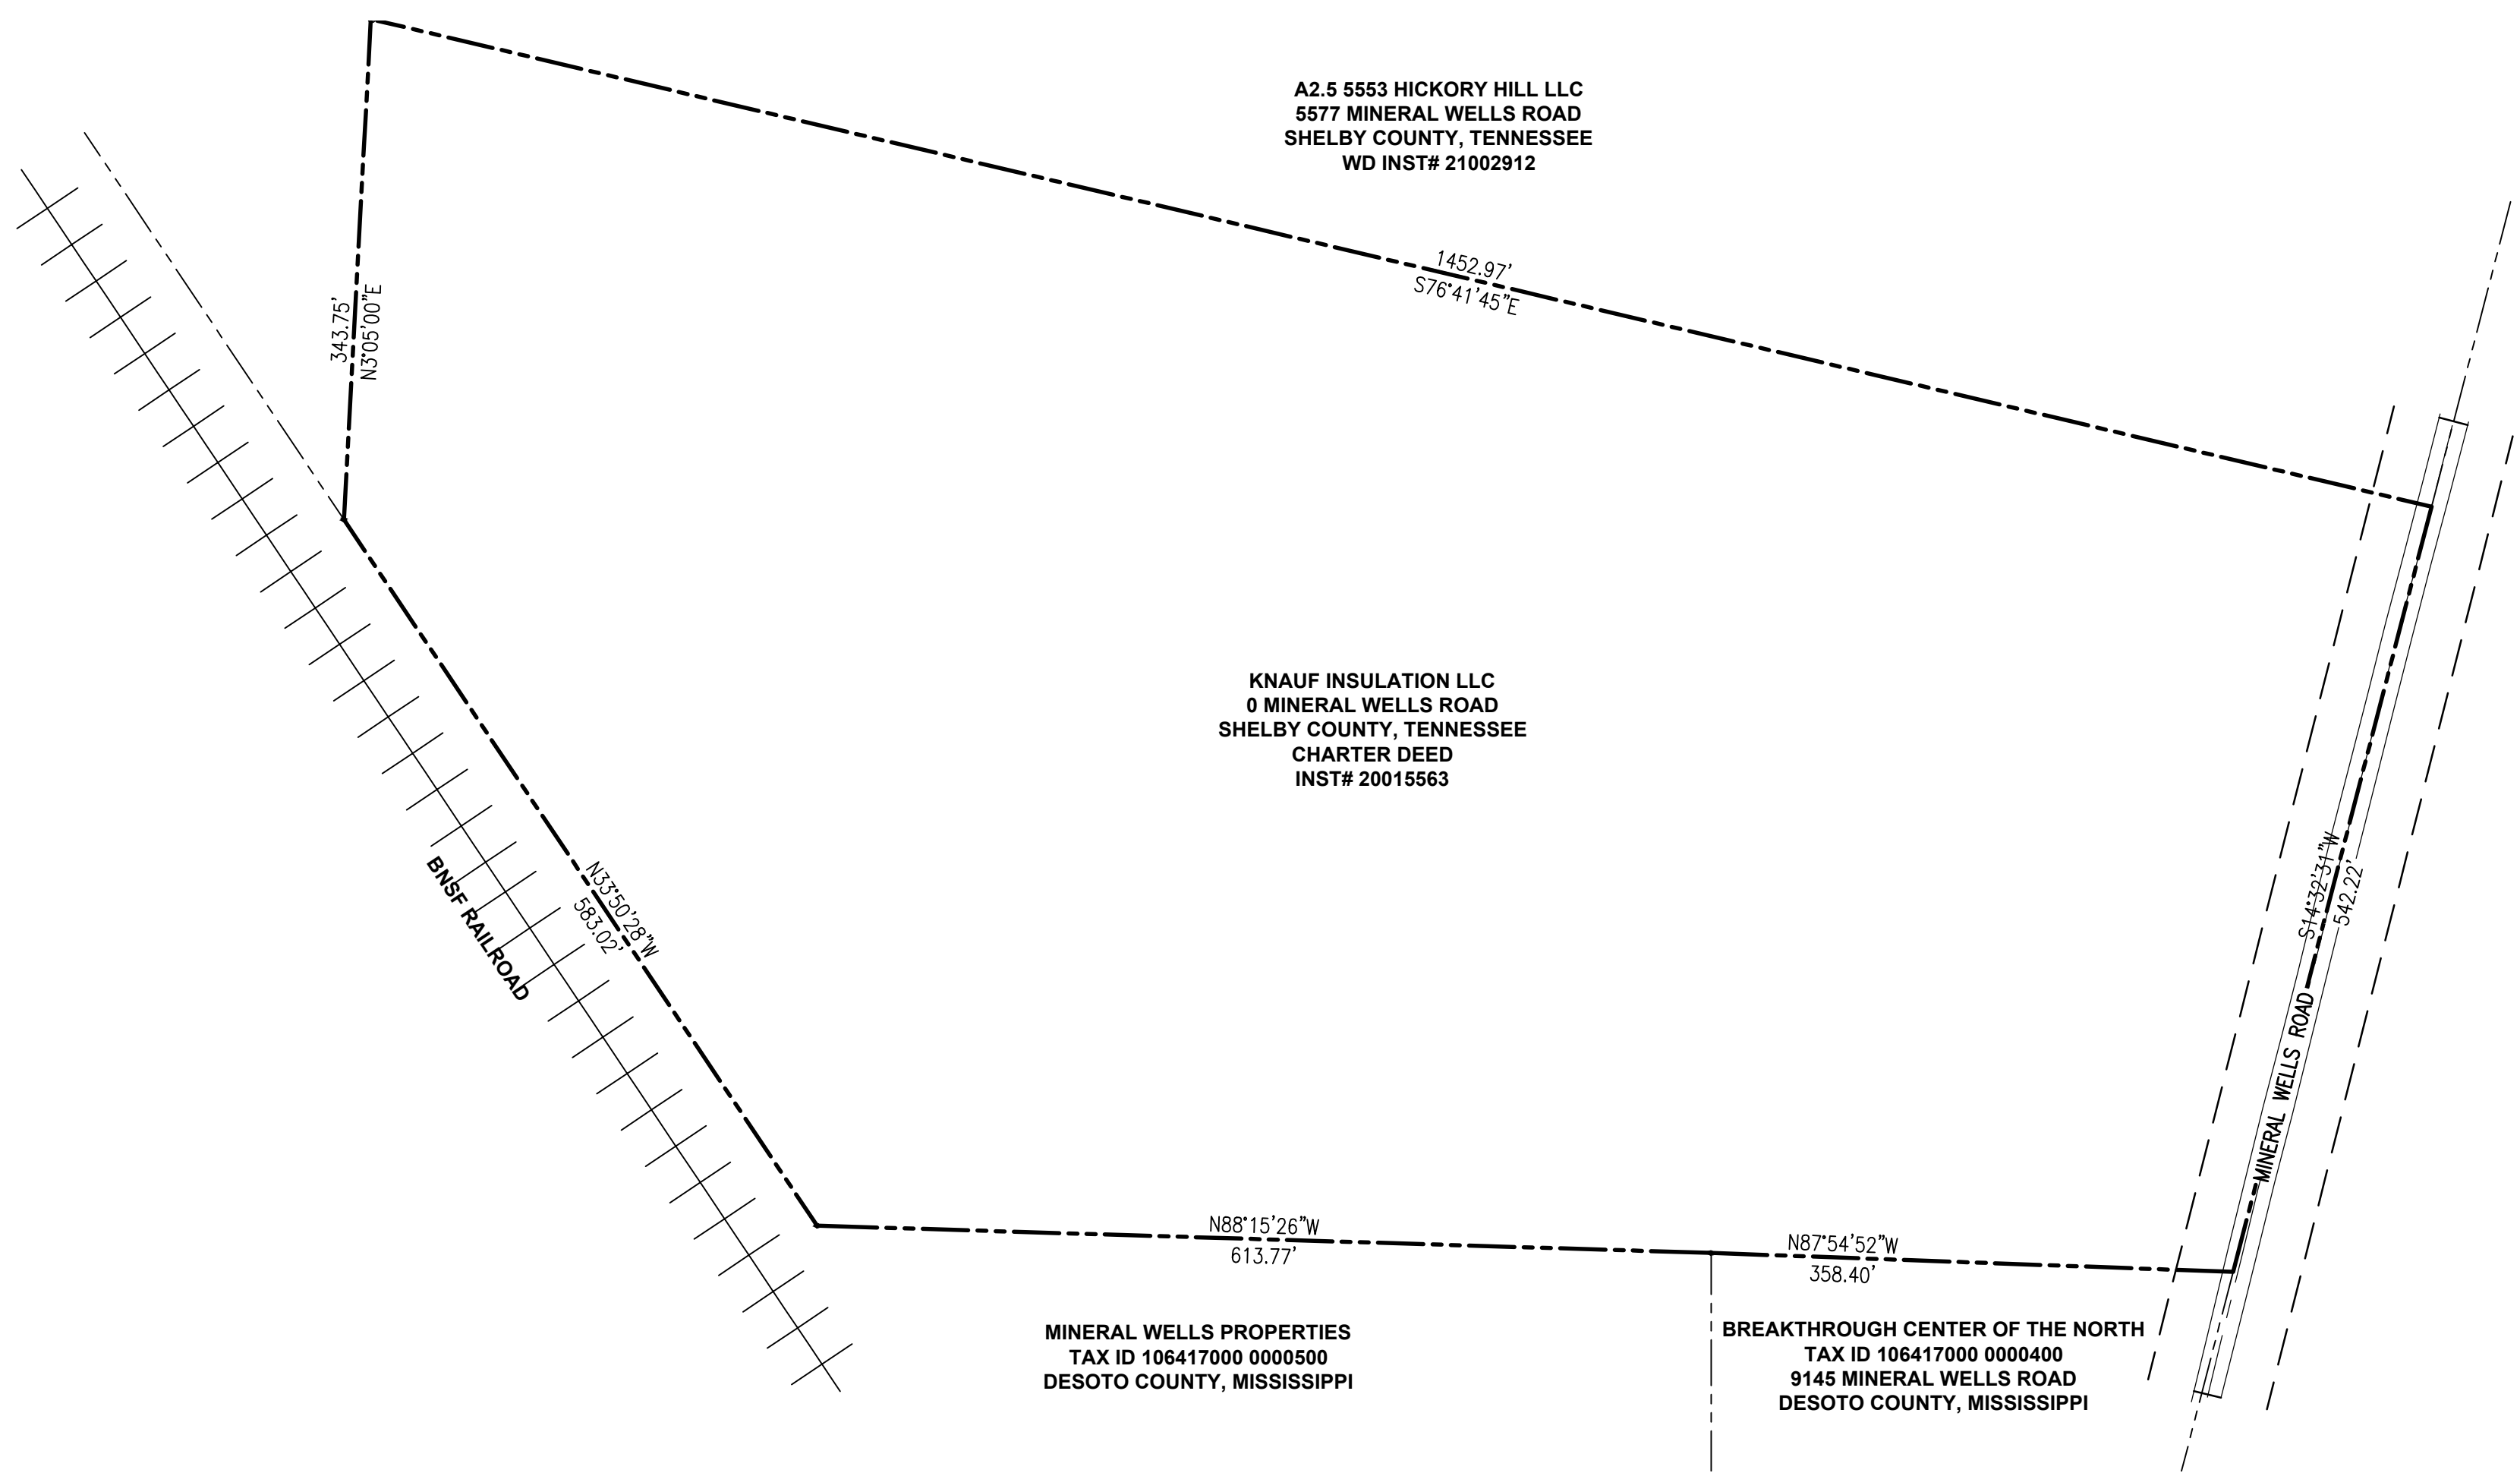 A2.5 5553 HICKORY HILL LLC
5577 MINERAL WELLS ROAD
SHELBY COUNTY, TENNESSEE
WD INST# 21002912
1452.97'
S76°41'45"E
343.75'
N3°05'00"E
KNAUF INSULATION LLC
0 MINERAL WELLS ROAD
SHELBY COUNTY, TENNESSEE
CHARTER DEED
INST# 20015563
BNSF RAILROAD
N33°50'28"W
583.02'
S14°32'31"W
542.22'
MINERAL WELLS ROAD
N88°15'26"W
613.77'
N87°54'52"W
358.40'
MINERAL WELLS PROPERTIES
TAX ID 106417000 0000500
DESOTO COUNTY, MISSISSIPPI
BREAKTHROUGH CENTER OF THE NORTH
TAX ID 106417000 0000400
9145 MINERAL WELLS ROAD
DESOTO COUNTY, MISSISSIPPI